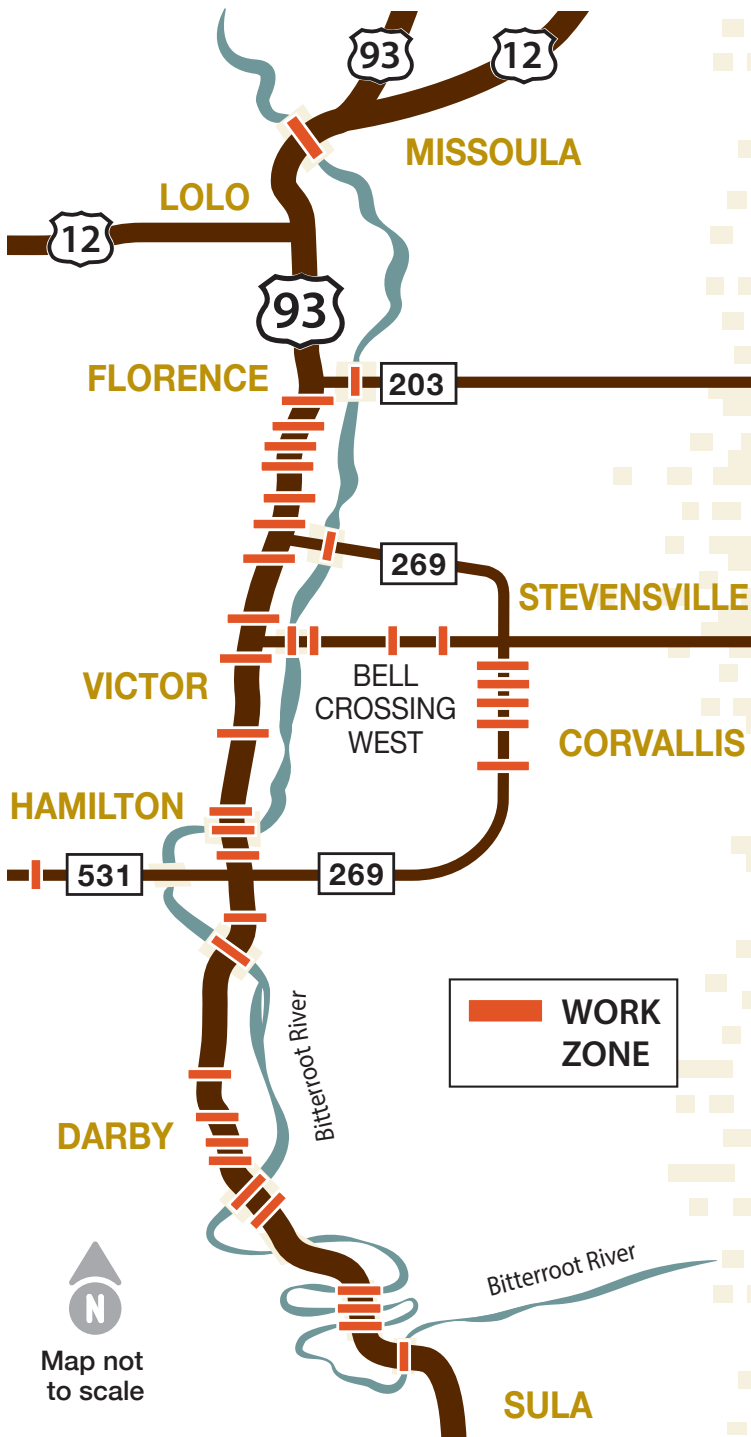 93
12
MISSOULA
LOLO
12
93
FLORENCE
203
269
STEVENSVILLE
VICTOR
BELL
CROSSING
WEST
CORVALLIS
HAMILTON
531
269
WORK
ZONE
Bitterroot River
DARBY
Bitterroot River
N
Map not
to scale
SULA